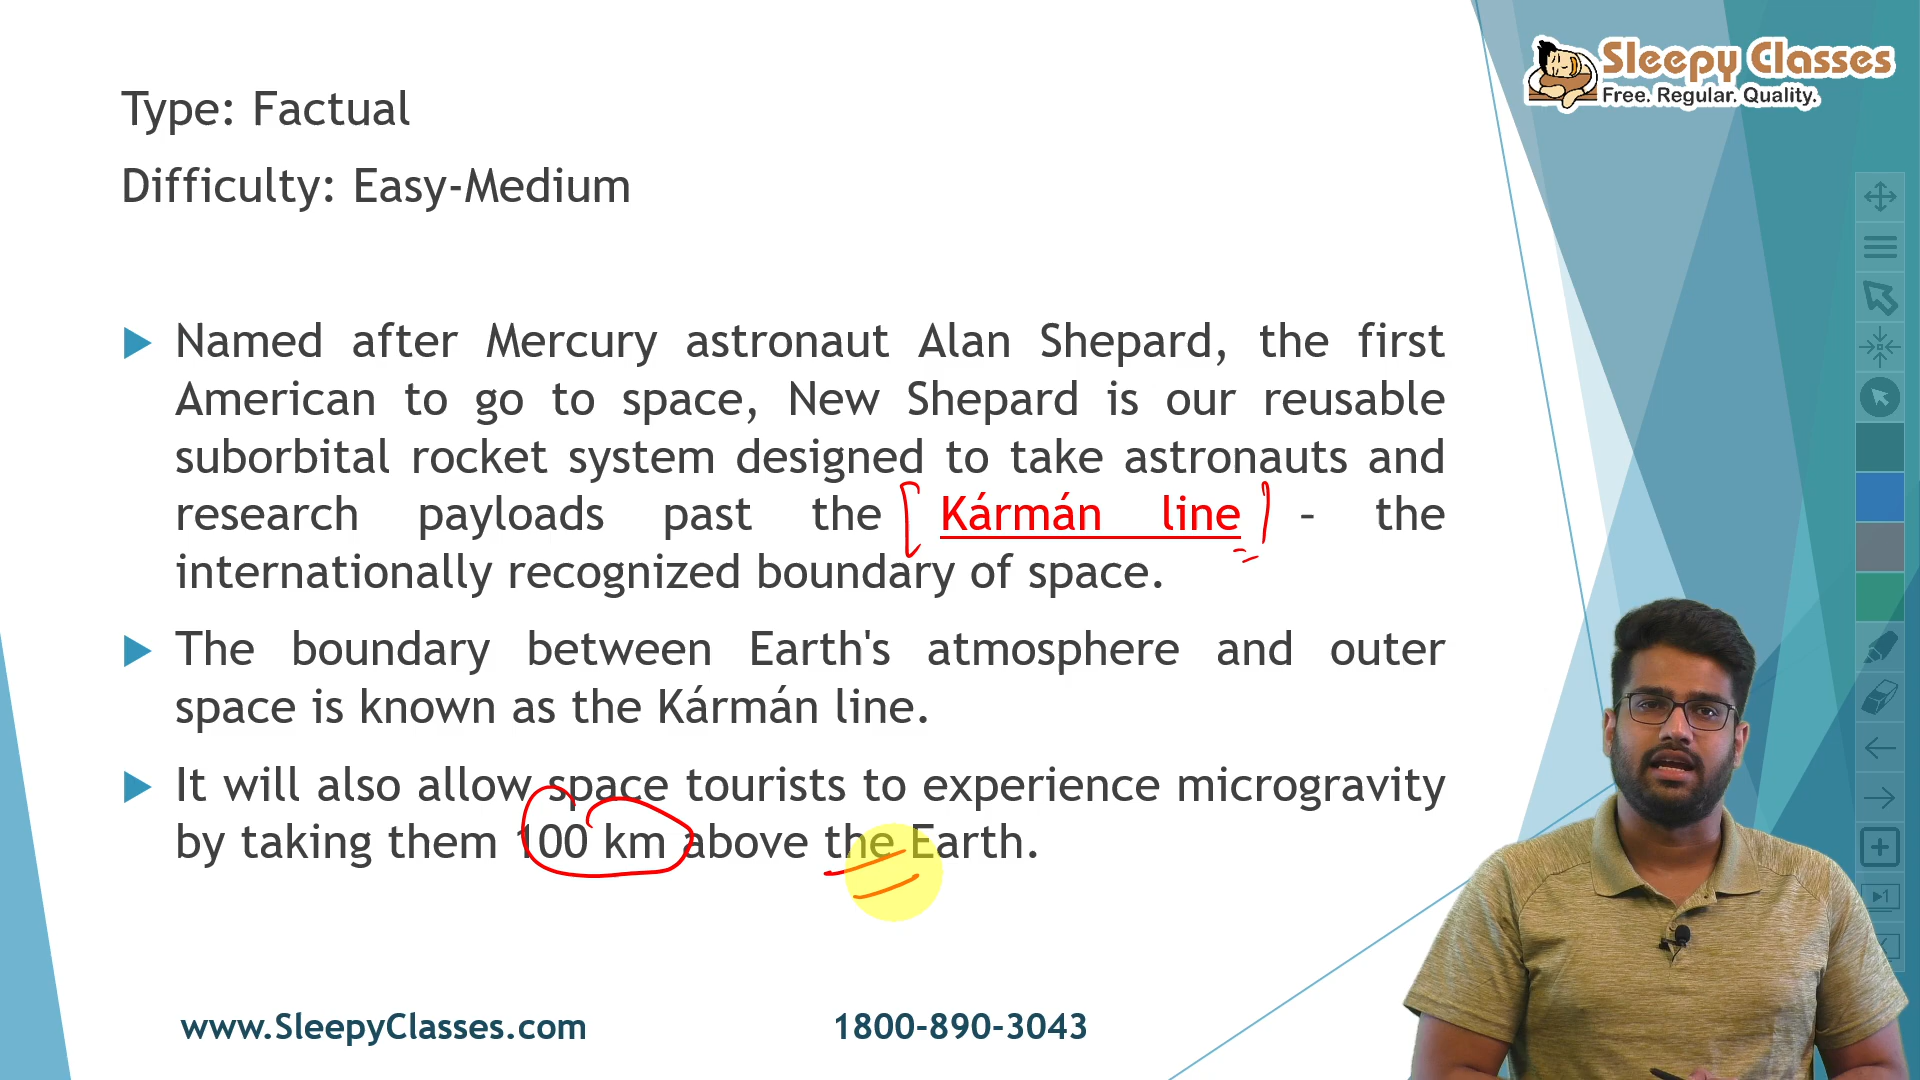 Sleepy Classes
Free. Regular. Quality.
Type: Factual
Difficulty: Easy-Medium
Named after Mercury astronaut Alan Shepard, the first
American to go to space, New Shepard is our reusable
suborbital rocket system designed to take astronauts and
research payloads past the Kármán line – the
internationally recognized boundary of space.
The boundary between Earth's atmosphere and outer
space is known as the Kármán line.
It will also allow space tourists to experience microgravity
by taking them 100 km above the Earth.
www.SleepyClasses.com
1800-890-3043